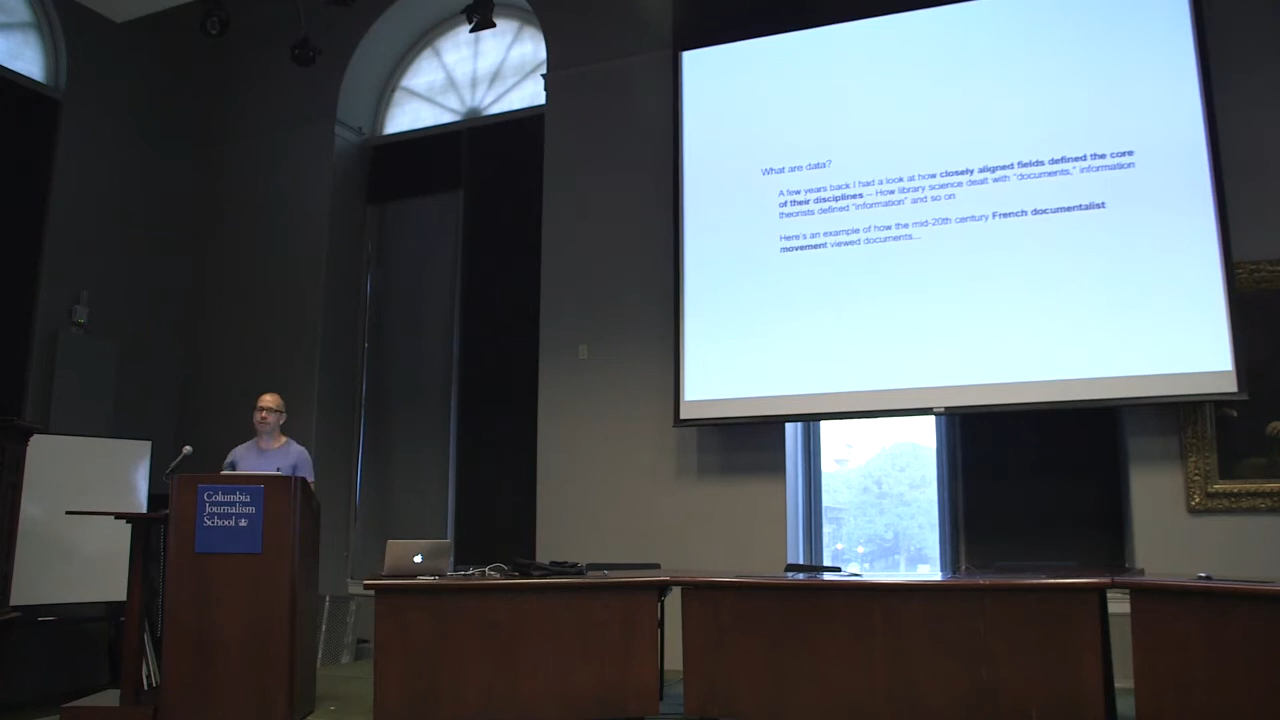 What are data?
A few years back I had a look at how closely aligned fields defined the core
of their disciplines – How library science dealt with "documents," information
theorists defined "information" and so on
Here's an example of how the mid-20th century French documentalist
movement viewed documents...
Columbia
Journalism
School